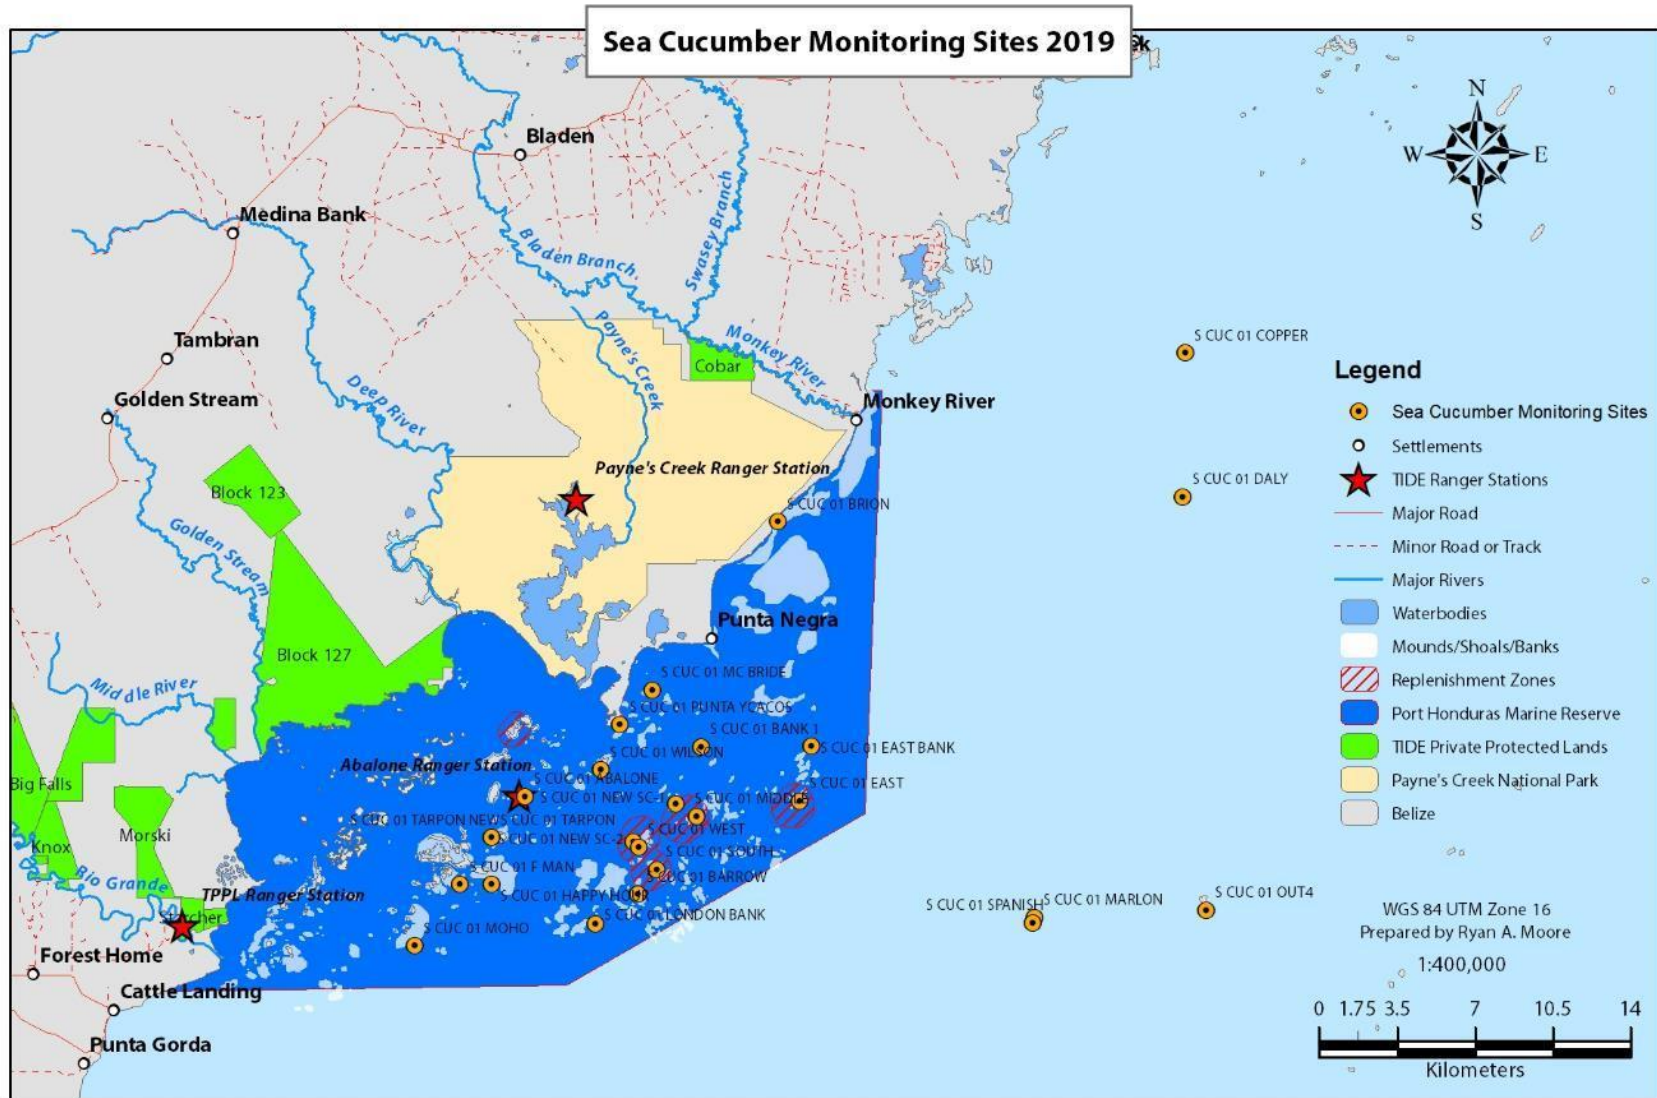 Sea Cucumber Monitoring Sites 2019
ek
Bladen
N
W
E
S
Medina Bank
Swasey Branch
Bladen Branch
Payne's Creek
Monkey River
Tambran
S CUC 01 COPPER
Cobar
Legend
Deep River
Golden Stream
Monkey River
Sea Cucumber Monitoring Sites
Settlements
Payne's Creek Ranger Station
TIDE Ranger Stations
S CUC 01 DALY
Block 123
S CUC 01 BRION
Major Road
Golden Stream
Minor Road or Track
Major Rivers
Waterbodies
Punta Negra
Mounds/Shoals/Banks
Block 127
S CUC 01 MC BRIDE
Replenishment Zones
Middle River
S CUC 01 PUNTA YCACOS
Port Honduras Marine Reserve
S CUC 01 BANK 1
S CUC 01 WILSON
S CUC 01 EAST BANK
TIDE Private Protected Lands
Abalone Ranger Station
S CUC 01 ABALONE
S CUC 01 EAST
Big Falls
Payne's Creek National Park
S CUC 01 NEW SC-1
S CUC 01 MIDDLE
Belize
S CUC 01 TARPON NEW
S CUC 01 TARPON
S CUC 01 WEST
Morski
S CUC 01 NEW SC-2
Knox
S CUC 01 SOUTH
S CUC 01 F MAN
S CUC 01 BARROW
Rio Grande
TPPL Ranger Station
S CUC 01 HAPPY HOUR
S CUC 01 SPANISH
S CUC 01 MARLON
S CUC 01 OUT4
S CUC 01 LONDON BANK
S CUC 01 MOHO
WGS 84 UTM Zone 16
Prepared by Ryan A. Moore
Forest Home
1:400,000
Cattle Landing
0 1.75 3.5 7 10.5 14
Punta Gorda
Kilometers